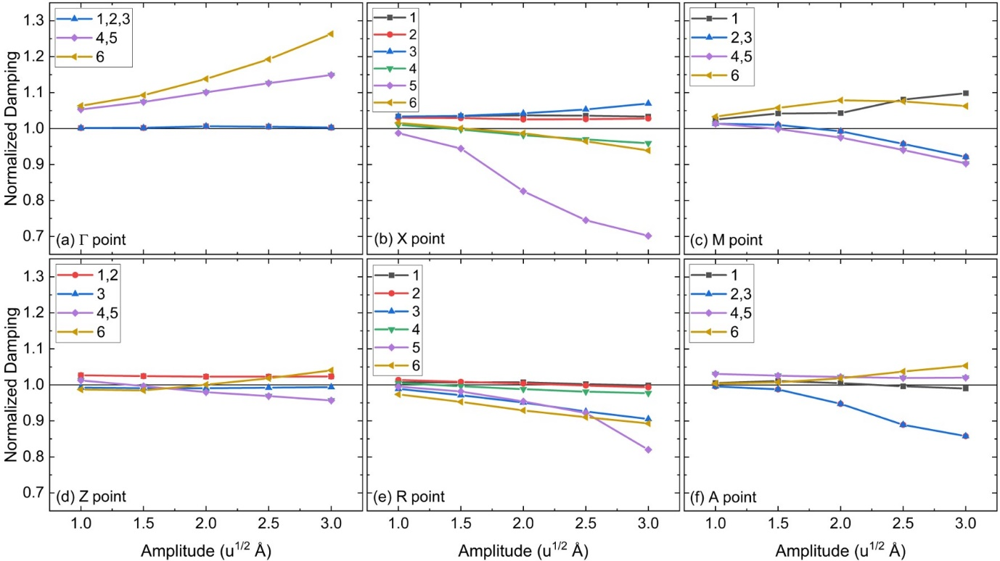 Normalized Damping
1.3
1.2
1.1
1.0
0.9
0.8
0.7
1,2,3
4,5
6
(a) Γ point
1
2
3
4
5
6
(b) X point
1
2,3
4,5
6
(c) M point
Normalized Damping
1.3
1.2
1.1
1.0
0.9
0.8
0.7
1,2
3
4,5
6
(d) Z point
1
2
3
4
5
6
(e) R point
1
2,3
4,5
6
(f) A point
1.0 1.5 2.0 2.5 3.0
1.0 1.5 2.0 2.5 3.0
1.0 1.5 2.0 2.5 3.0
Amplitude (u^1/2 Å)
Amplitude (u^1/2 Å)
Amplitude (u^1/2 Å)